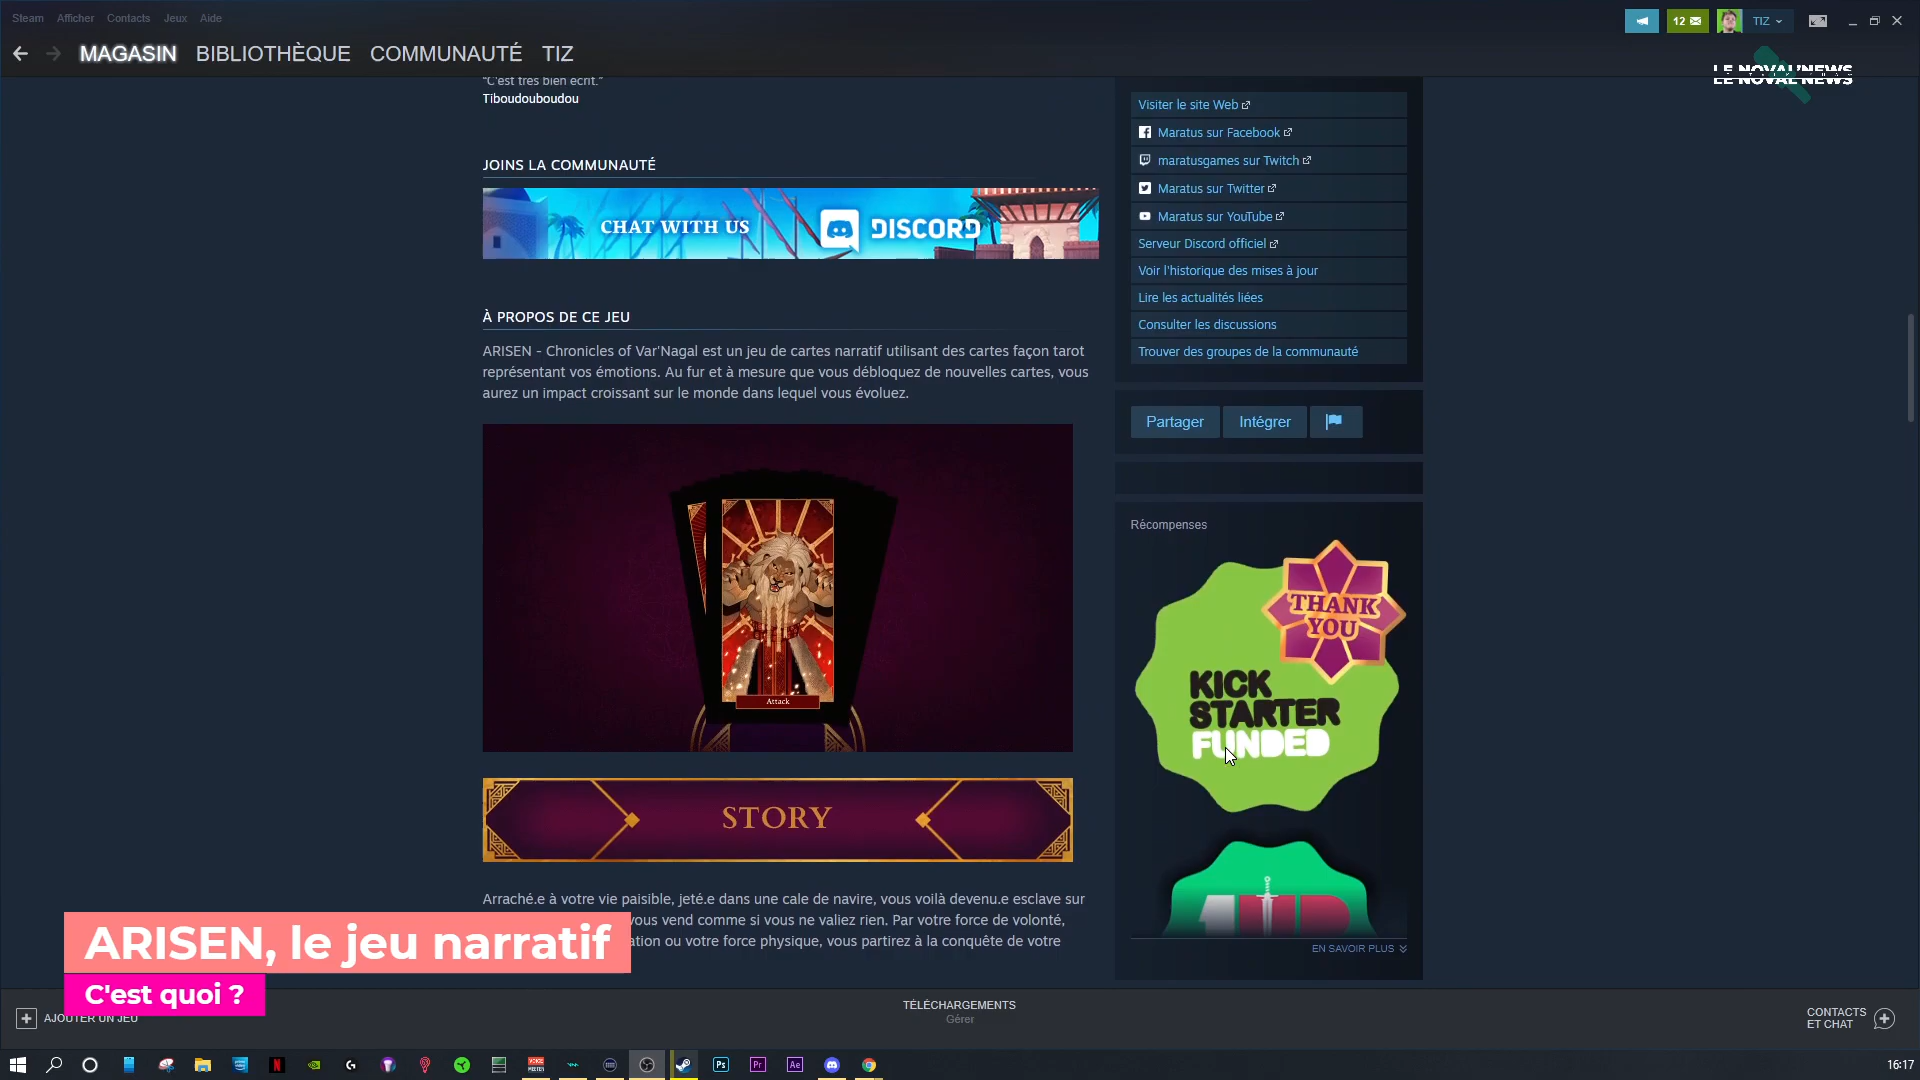 Steam Afficher Contacts Jeux Aide
12
TIZ
MAGASIN BIBLIOTHÈQUE COMMUNAUTÉ TIZ
LE NOVAL'NEWS
LE NOVAL'NEWS
"C'est très bien écrit."
Tiboudouboudou
JOINS LA COMMUNAUTÉ
CHAT WITH US DISCORD
À PROPOS DE CE JEU
ARISEN - Chronicles of Var'Nagal est un jeu de cartes narratif utilisant des cartes façon tarot
représentant vos émotions. Au fur et à mesure que vous débloquez de nouvelles cartes, vous
aurez un impact croissant sur le monde dans lequel vous évoluez.
Attack
STORY
Arraché.e à votre vie paisible, jeté.e dans une cale de navire, vous voilà devenu.e esclave sur
vous vend comme si vous ne valiez rien. Par votre force de volonté,
ation ou votre force physique, vous partirez à la conquête de votre
Visiter le site Web
Maratus sur Facebook
maratusgames sur Twitch
Maratus sur Twitter
Maratus sur YouTube
Serveur Discord officiel
Voir l'historique des mises à jour
Lire les actualités liées
Consulter les discussions
Trouver des groupes de la communauté
Partager Intégrer
Récompenses
THANK
YOU
KICK
STARTER
FUNDED
1UP
EN SAVOIR PLUS
ARISEN, le jeu narratif
C'est quoi ?
AJOUTER UN JEU
TÉLÉCHARGEMENTS
Gérer
CONTACTS
ET CHAT
Ps Pr Ae
16:17